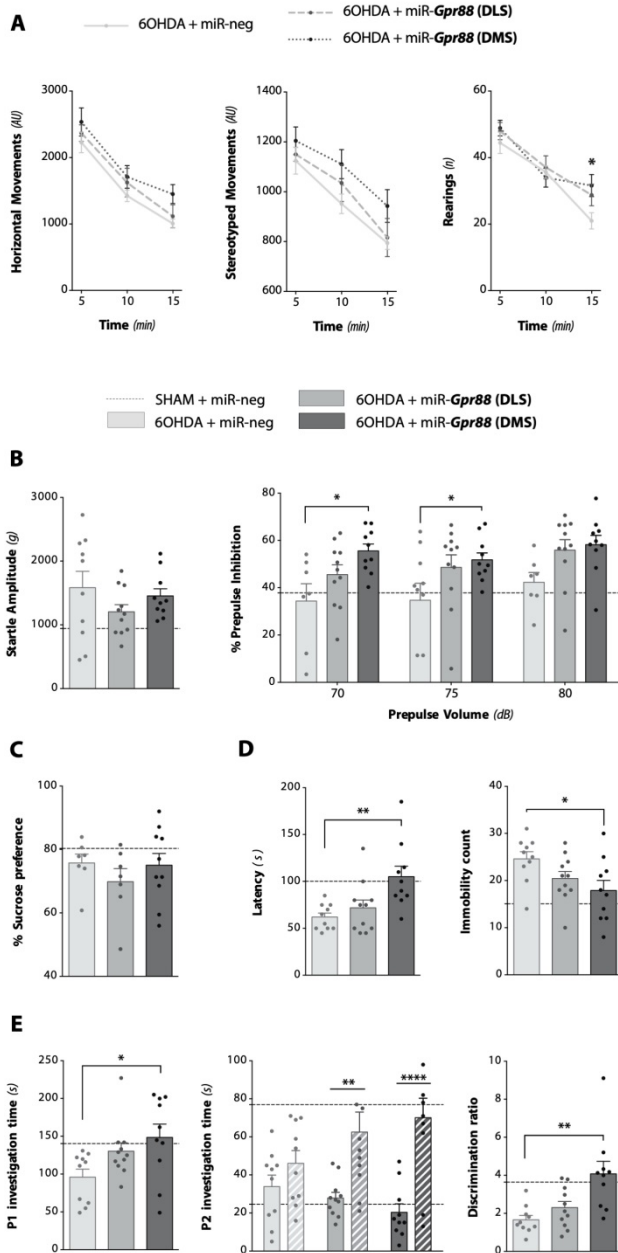 A
6OHDA + miR-neg
6OHDA + miR-Gpr88 (DLS)
6OHDA + miR-Gpr88 (DMS)
Horizontal Movements (AU)
3000
2000
1000
0
5 10 15
Time (min)
Stereotyped Movements (AU)
1400
1200
1000
800
600
5 10 15
Time (min)
Rearings (n)
60
40
20
0
*
5 10 15
Time (min)
SHAM + miR-neg
6OHDA + miR-neg
6OHDA + miR-Gpr88 (DLS)
6OHDA + miR-Gpr88 (DMS)
B
Startle Amplitude (g)
3000
2000
1000
0
% Prepulse Inhibition
80
60
40
20
0
* *
70 75 80
Prepulse Volume (dB)
C
% Sucrose preference
100
80
60
40
D
Latency (s)
200
150
100
50
0
**
Immobility count
40
30
20
10
0
*
E
P1 investigation time (s)
250
200
150
100
50
0
*
P2 investigation time (s)
100
80
60
40
20
0
** ****
Discrimination ratio
10
8
6
4
2
0
**